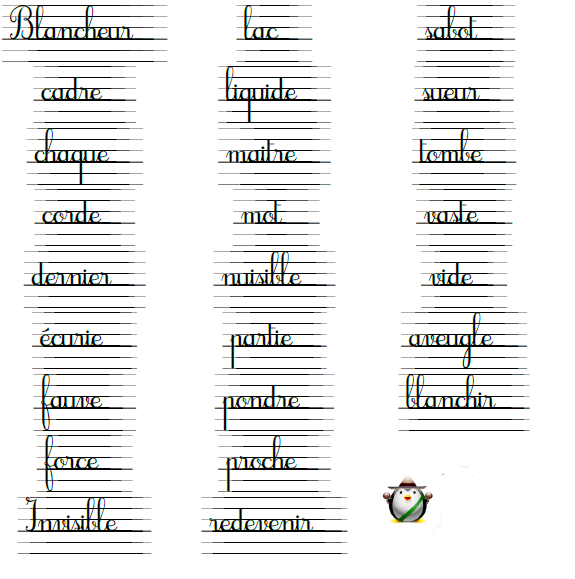 Blancheur
cadre
chaque
corde
dernier
écurie
fauve
force
Invisible
lac
liquide
maitre
mot
nuisible
partie
pondre
proche
redevenir
sabot
sueur
tombe
vaste
vide
aveugle
blanchir